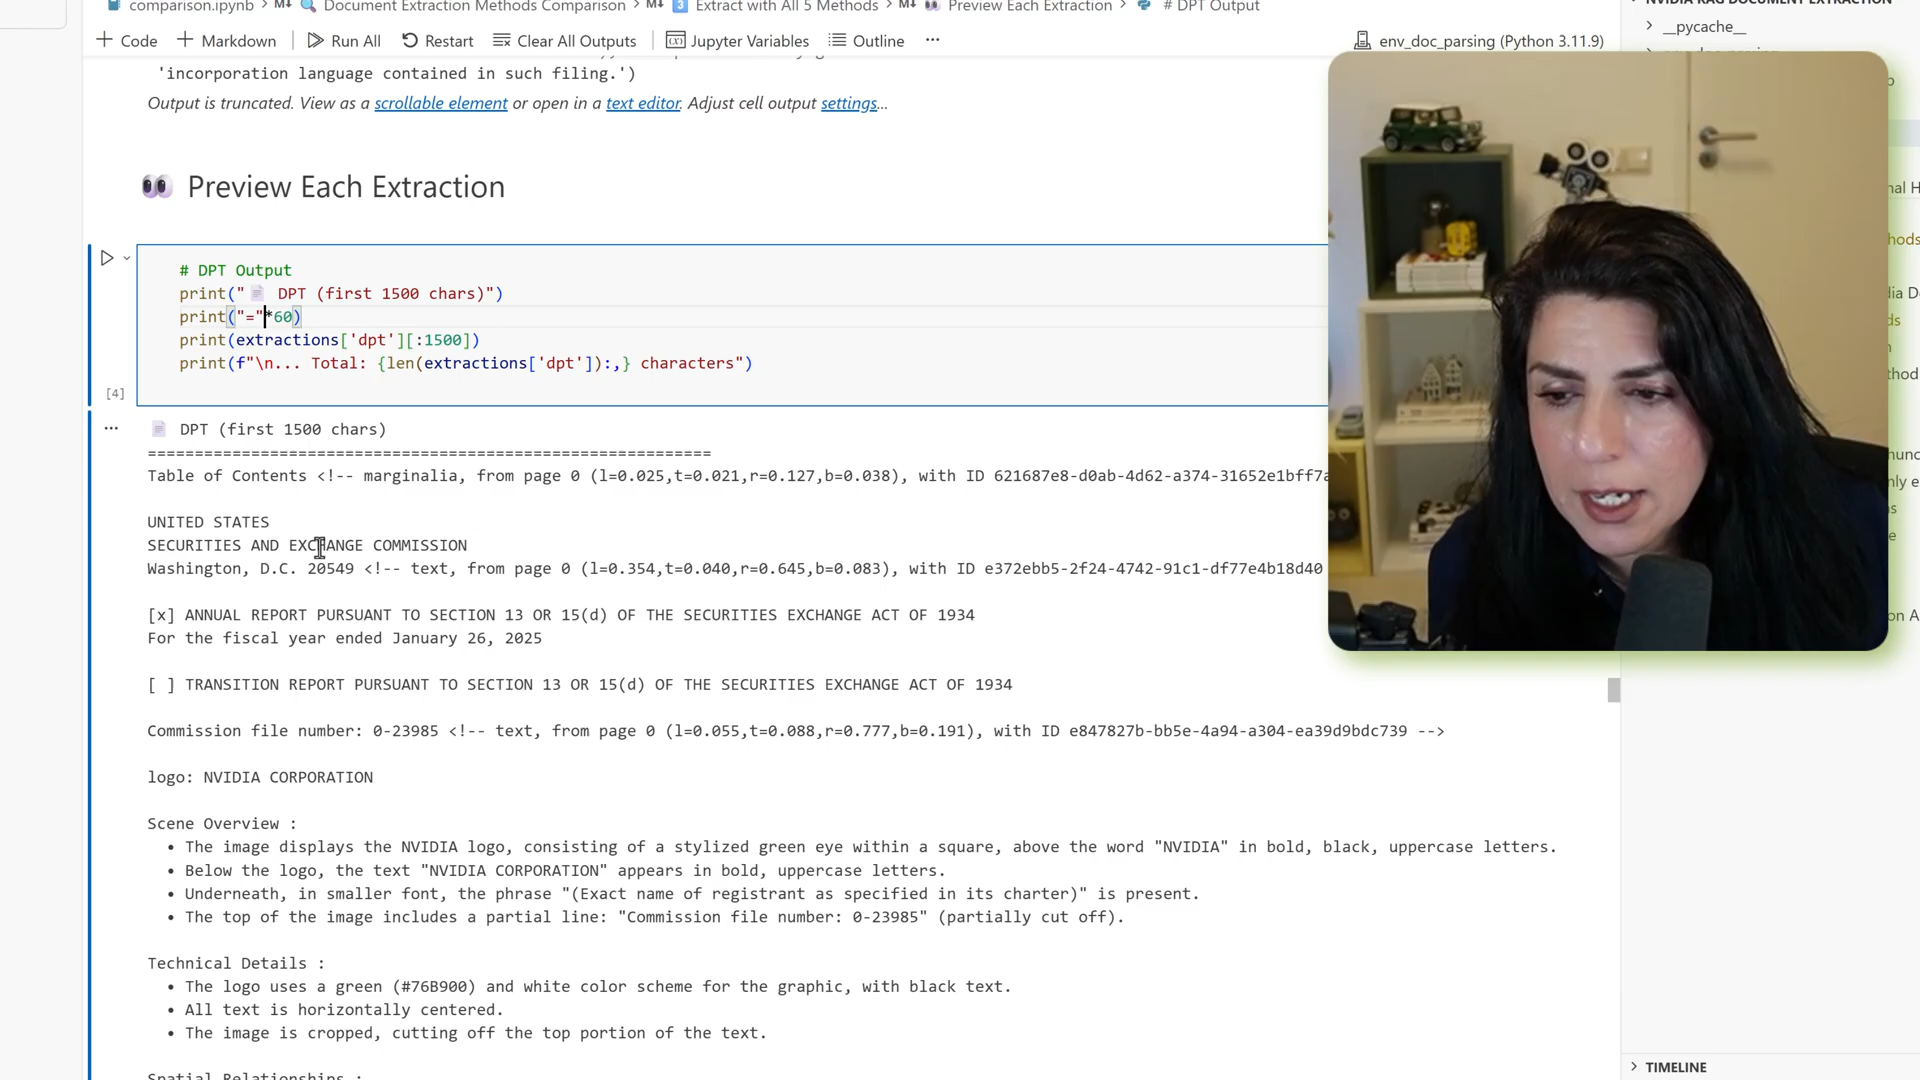 comparison.ipynb > M↓ Document Extraction Methods Comparison > M↓ 3 Extract with All 5 Methods > M↓ Preview Each Extraction > # DPT Output
+ Code + Markdown Run All Restart Clear All Outputs Jupyter Variables Outline ...
env_doc_parsing (Python 3.11.9)
__pycache__
'incorporation language contained in such filing.')
Output is truncated. View as a scrollable element or open in a text editor. Adjust cell output settings...
Preview Each Extraction
# DPT Output
print(" DPT (first 1500 chars)")
print("="*60)
print(extractions['dpt'][:1500])
print(f"\n... Total: {len(extractions['dpt']):,} characters")
[4]
DPT (first 1500 chars)
============================================================
Table of Contents <!-- marginalia, from page 0 (l=0.025,t=0.021,r=0.127,b=0.038), with ID 621687e8-d0ab-4d62-a374-31652e1bff7a
UNITED STATES
SECURITIES AND EXCHANGE COMMISSION
Washington, D.C. 20549 <!-- text, from page 0 (l=0.354,t=0.040,r=0.645,b=0.083), with ID e372ebb5-2f24-4742-91c1-df77e4b18d40
[x] ANNUAL REPORT PURSUANT TO SECTION 13 OR 15(d) OF THE SECURITIES EXCHANGE ACT OF 1934
For the fiscal year ended January 26, 2025
[ ] TRANSITION REPORT PURSUANT TO SECTION 13 OR 15(d) OF THE SECURITIES EXCHANGE ACT OF 1934
Commission file number: 0-23985 <!-- text, from page 0 (l=0.055,t=0.088,r=0.777,b=0.191), with ID e847827b-bb5e-4a94-a304-ea39d9bdc739 -->
logo: NVIDIA CORPORATION
Scene Overview :
• The image displays the NVIDIA logo, consisting of a stylized green eye within a square, above the word "NVIDIA" in bold, black, uppercase letters.
• Below the logo, the text "NVIDIA CORPORATION" appears in bold, uppercase letters.
• Underneath, in smaller font, the phrase "(Exact name of registrant as specified in its charter)" is present.
• The top of the image includes a partial line: "Commission file number: 0-23985" (partially cut off).
Technical Details :
• The logo uses a green (#76B900) and white color scheme for the graphic, with black text.
• All text is horizontally centered.
• The image is cropped, cutting off the top portion of the text.
Spatial Relationships :
TIMELINE